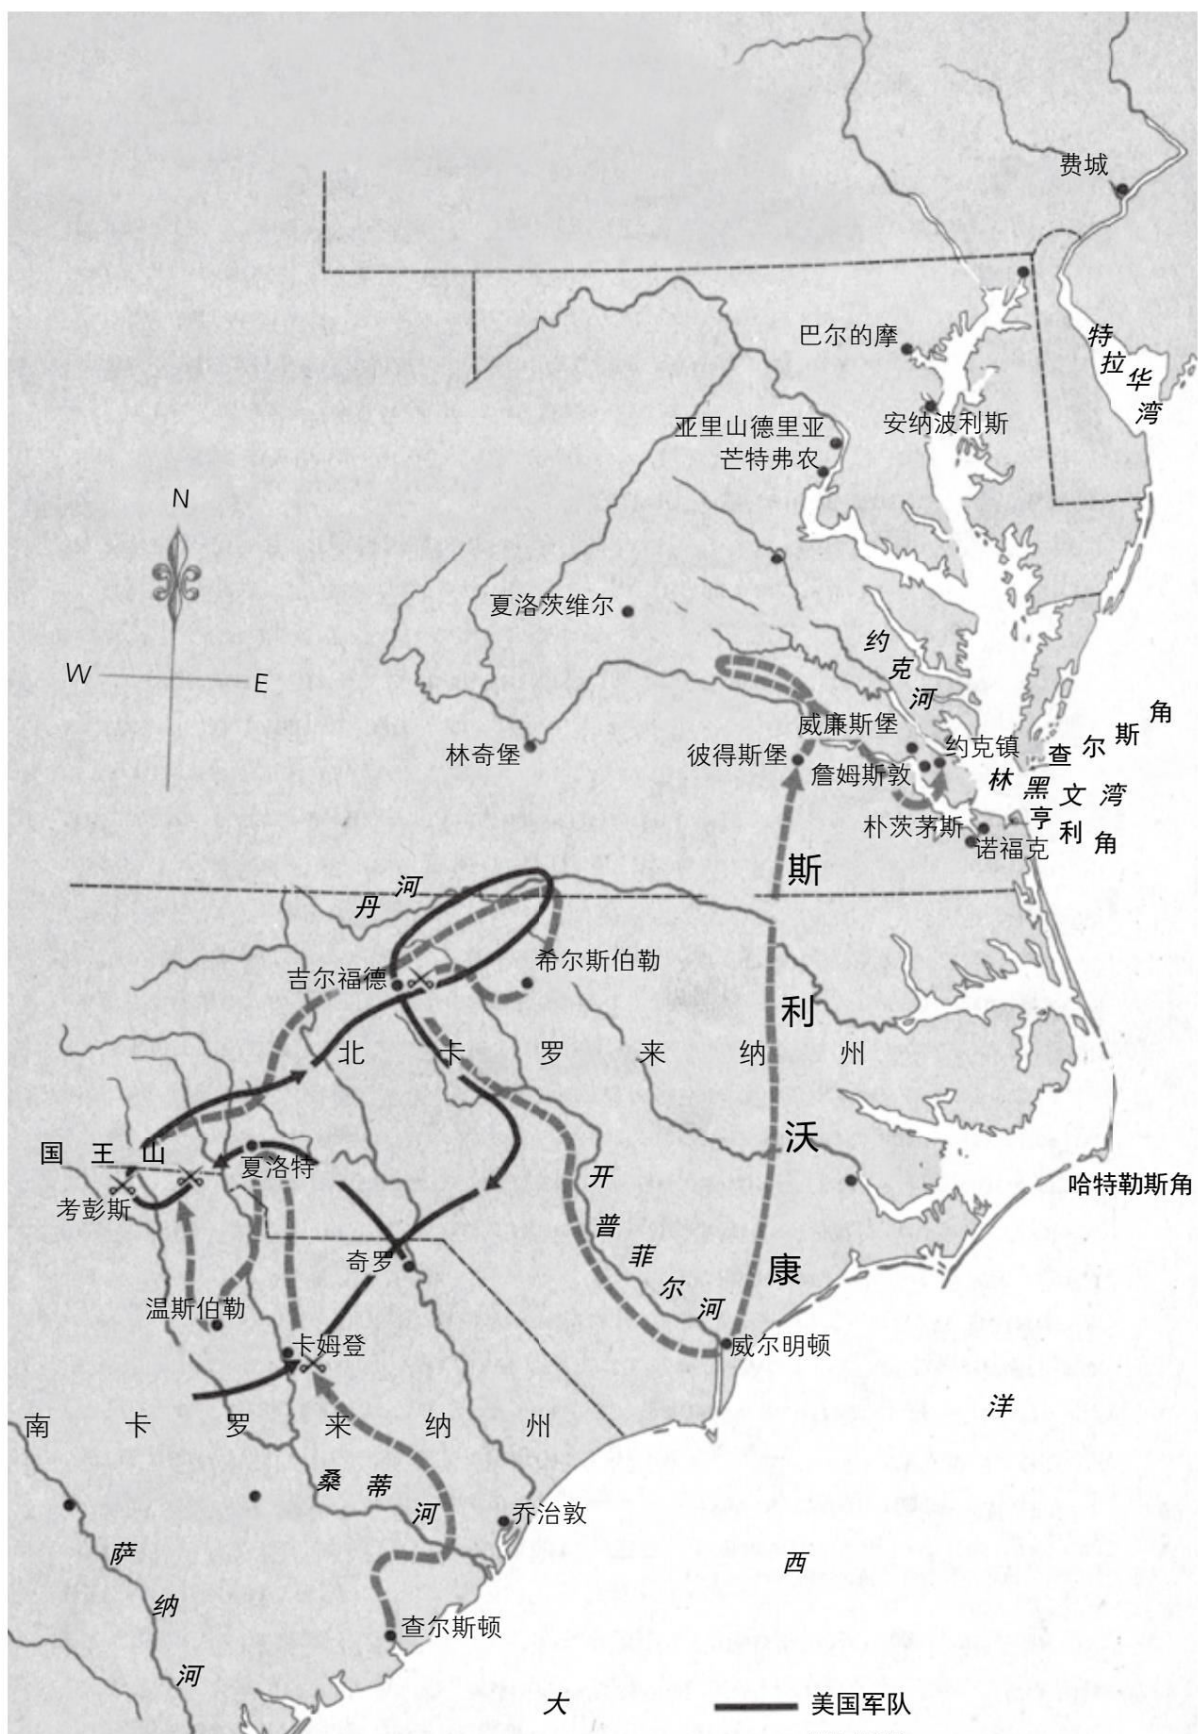 费城
巴尔的摩
特拉华湾
安纳波利斯
亚里山德里亚
芒特弗农
N
W
E
夏洛茨维尔
约克河
威廉斯堡
查尔斯角
林奇堡
彼得斯堡
约克镇
詹姆斯敦
林黑文湾
朴茨茅斯
亨利角
诺福克
丹河
希尔斯伯勒
吉尔福德
北卡罗来纳州
国王山
夏洛特
考彭斯
哈特勒斯角
开普菲尔河
奇罗
温斯伯勒
卡姆登
威尔明顿
康沃利斯
南卡罗来纳州
桑蒂河
乔治敦
萨纳河
查尔斯顿
大西洋
美国军队